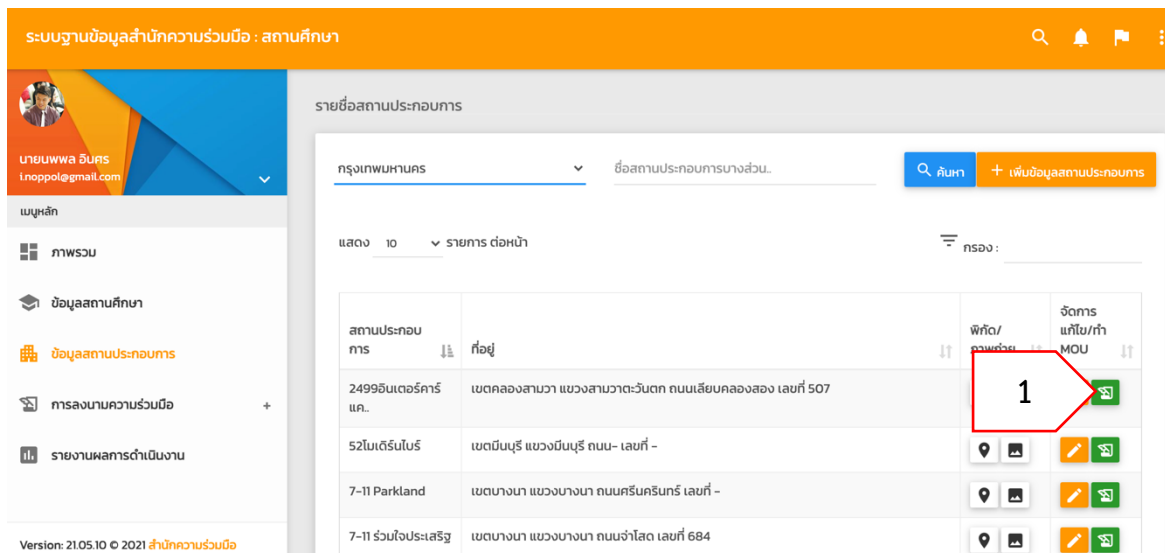 ระบบฐานข้อมูลสำนักความร่วมมือ : สถานศึกษา
นายนพพล อินศร
i.noppol@gmail.com
เมนูหลัก
ภาพรวม
ข้อมูลสถานศึกษา
ข้อมูลสถานประกอบการ
การลงนามความร่วมมือ +
รายงานผลการดำเนินงาน
Version: 21.05.10 © 2021 สำนักความร่วมมือ
รายชื่อสถานประกอบการ
กรุงเทพมหานคร
ชื่อสถานประกอบการบางส่วน..
ค้นหา
+ เพิ่มข้อมูลสถานประกอบการ
แสดง 10 รายการ ต่อหน้า
กรอง :
สถานประกอบ
การ
ที่อยู่
พิกัด/
ภาพถ่าย
จัดการ
แก้ไข/ทำ
MOU
2499อินเตอร์คาร์
แค..
เขตคลองสามวา แขวงสามวาตะวันตก ถนนเลียบคลองสอง เลขที่ 507
1
52โมเดิร์นไบร์
เขตมีนบุรี แขวงมีนบุรี ถนน- เลขที่ -
7-11 Parkland
เขตบางนา แขวงบางนา ถนนศรีนครินทร์ เลขที่ -
7-11 ร่วมใจประเสริฐ
เขตบางนา แขวงบางนา ถนนจ่าโสด เลขที่ 684